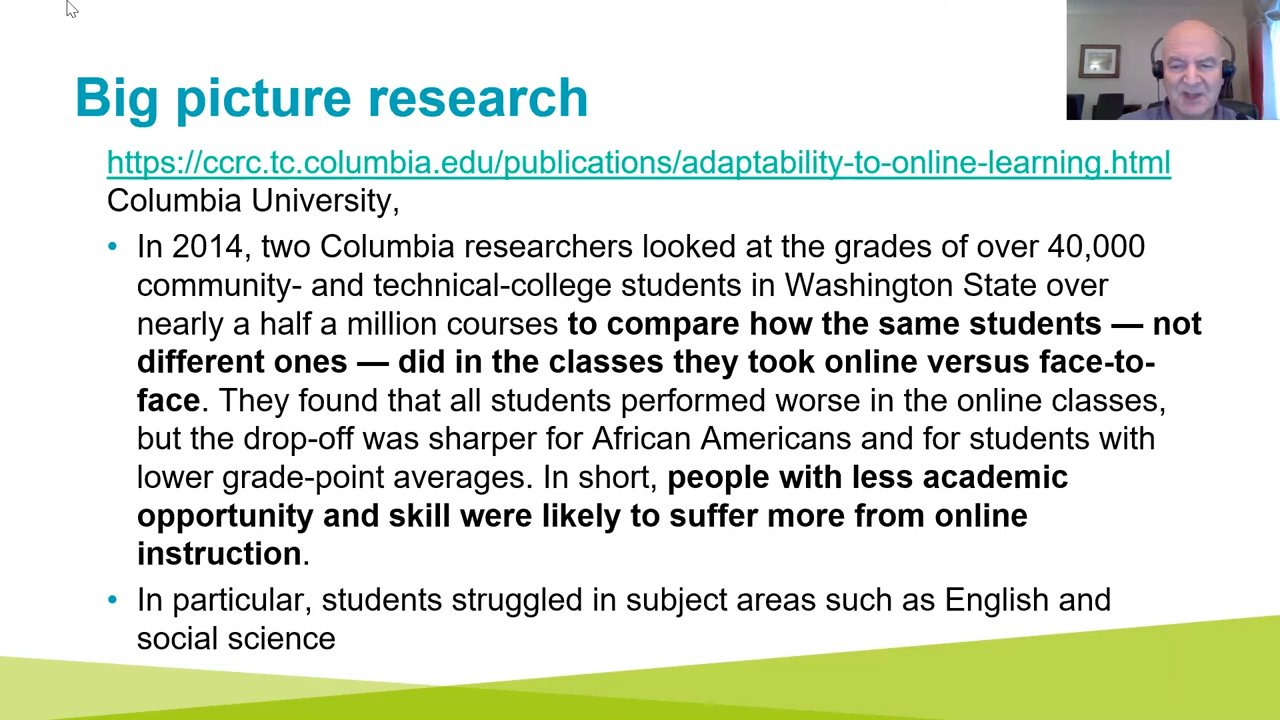 Big picture research
https://ccrc.tc.columbia.edu/publications/adaptability-to-online-learning.html
Columbia University,
• In 2014, two Columbia researchers looked at the grades of over 40,000
community- and technical-college students in Washington State over
nearly a half a million courses to compare how the same students — not
different ones — did in the classes they took online versus face-to-
face. They found that all students performed worse in the online classes,
but the drop-off was sharper for African Americans and for students with
lower grade-point averages. In short, people with less academic
opportunity and skill were likely to suffer more from online
instruction.
• In particular, students struggled in subject areas such as English and
social science